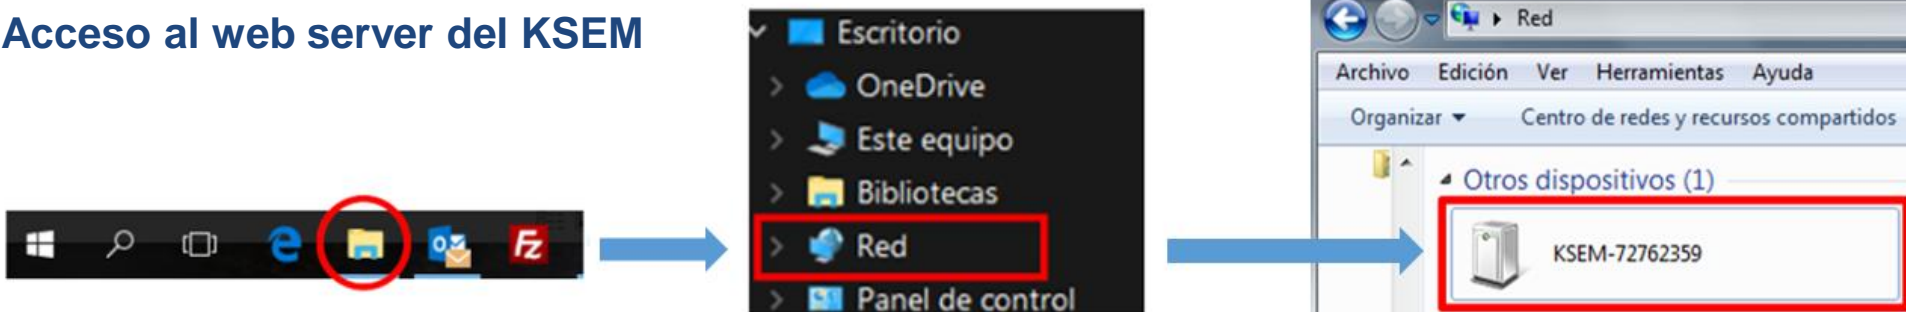 Acceso al web server del KSEM
Escritorio
OneDrive
Este equipo
Bibliotecas
Red
Panel de control
Red
Archivo Edición Ver Herramientas Ayuda
Organizar Centro de redes y recursos compartidos
Otros dispositivos (1)
KSEM-72762359